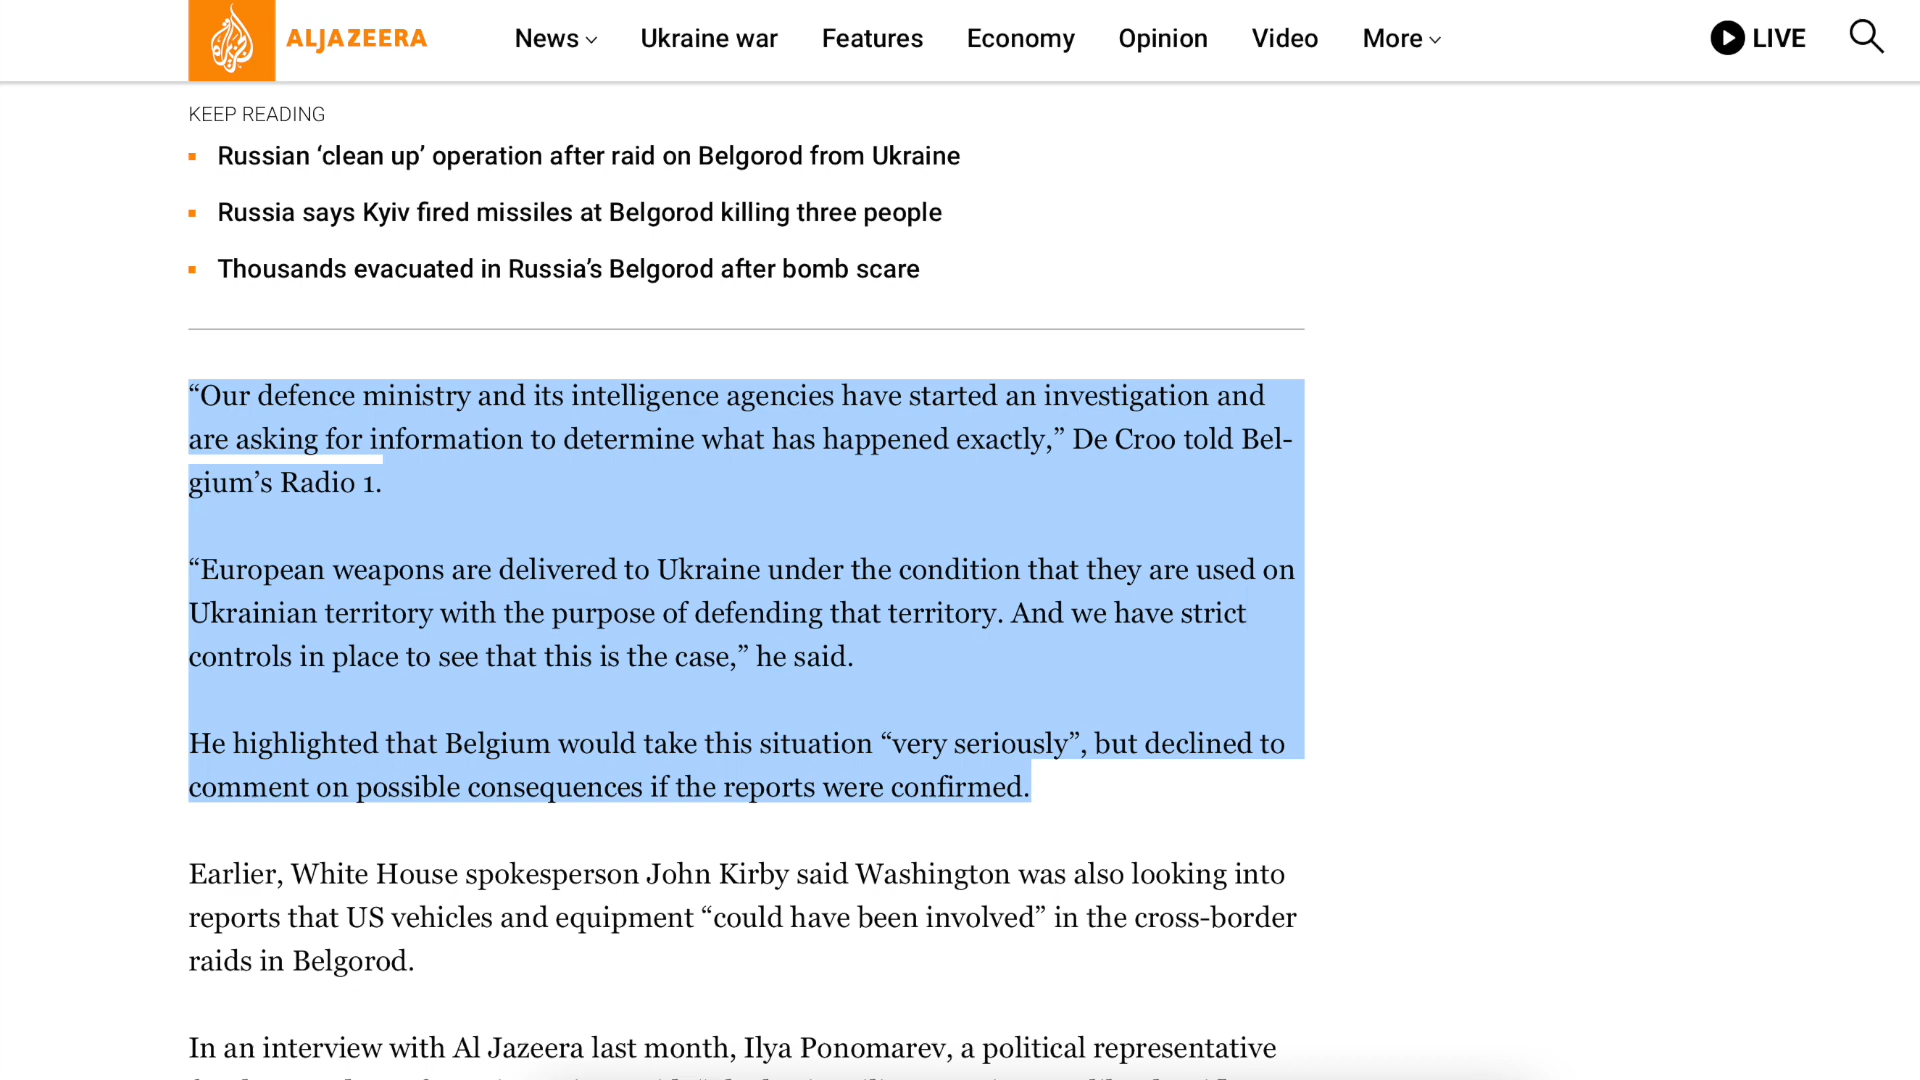 ALJAZEERA
News
Ukraine war
Features
Economy
Opinion
Video
More
LIVE
KEEP READING
Russian ‘clean up’ operation after raid on Belgorod from Ukraine
Russia says Kyiv fired missiles at Belgorod killing three people
Thousands evacuated in Russia’s Belgorod after bomb scare
“Our defence ministry and its intelligence agencies have started an investigation and
are asking for information to determine what has happened exactly,” De Croo told Bel-
gium’s Radio 1.
“European weapons are delivered to Ukraine under the condition that they are used on
Ukrainian territory with the purpose of defending that territory. And we have strict
controls in place to see that this is the case,” he said.
He highlighted that Belgium would take this situation “very seriously”, but declined to
comment on possible consequences if the reports were confirmed.
Earlier, White House spokesperson John Kirby said Washington was also looking into
reports that US vehicles and equipment “could have been involved” in the cross-border
raids in Belgorod.
In an interview with Al Jazeera last month, Ilya Ponomarev, a political representative